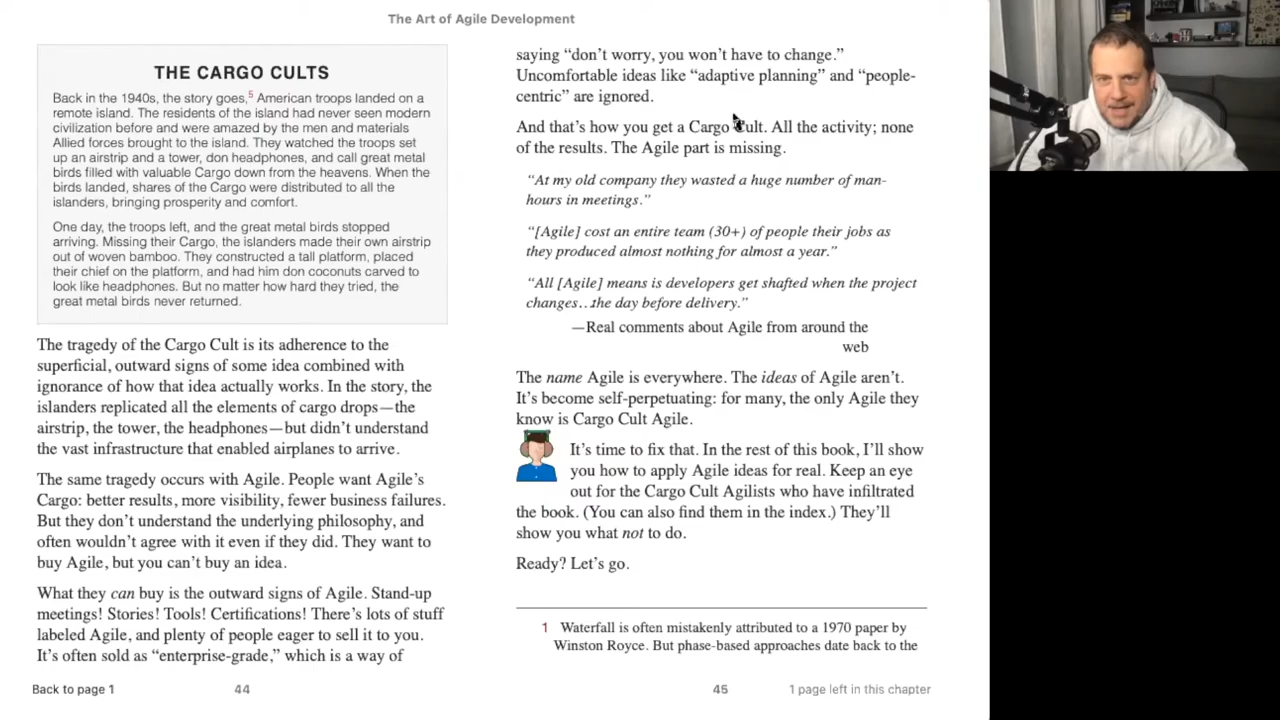 The Art of Agile Development
THE CARGO CULTS
Back in the 1940s, the story goes,5 American troops landed on a
remote island. The residents of the island had never seen modern
civilization before and were amazed by the men and materials
Allied forces brought to the island. They watched the troops set
up an airstrip and a tower, don headphones, and call great metal
birds filled with valuable Cargo down from the heavens. When the
birds landed, shares of the Cargo were distributed to all the
islanders, bringing prosperity and comfort.
One day, the troops left, and the great metal birds stopped
arriving. Missing their Cargo, the islanders made their own airstrip
out of woven bamboo. They constructed a tall platform, placed
their chief on the platform, and had him don coconuts carved to
look like headphones. But no matter how hard they tried, the
great metal birds never returned.
The tragedy of the Cargo Cult is its adherence to the
superficial, outward signs of some idea combined with
ignorance of how that idea actually works. In the story, the
islanders replicated all the elements of cargo drops—the
airstrip, the tower, the headphones—but didn't understand
the vast infrastructure that enabled airplanes to arrive.
The same tragedy occurs with Agile. People want Agile's
Cargo: better results, more visibility, fewer business failures.
But they don't understand the underlying philosophy, and
often wouldn't agree with it even if they did. They want to
buy Agile, but you can't buy an idea.
What they can buy is the outward signs of Agile. Stand-up
meetings! Stories! Tools! Certifications! There's lots of stuff
labeled Agile, and plenty of people eager to sell it to you.
It's often sold as “enterprise-grade,” which is a way of
Back to page 1
44
saying “don't worry, you won't have to change.”
Uncomfortable ideas like “adaptive planning” and “people-
centric” are ignored.
And that's how you get a Cargo Cult. All the activity; none
of the results. The Agile part is missing.
“At my old company they wasted a huge number of man-
hours in meetings.”
“[Agile] cost an entire team (30+) of people their jobs as
they produced almost nothing for almost a year.”
“All [Agile] means is developers get shafted when the project
changes…the day before delivery.”
—Real comments about Agile from around the
web
The name Agile is everywhere. The ideas of Agile aren't.
It's become self-perpetuating: for many, the only Agile they
know is Cargo Cult Agile.
It's time to fix that. In the rest of this book, I'll show
you how to apply Agile ideas for real. Keep an eye
out for the Cargo Cult Agilists who have infiltrated
the book. (You can also find them in the index.) They'll
show you what not to do.
Ready? Let's go.
1 Waterfall is often mistakenly attributed to a 1970 paper by
Winston Royce. But phase-based approaches date back to the
45
1 page left in this chapter